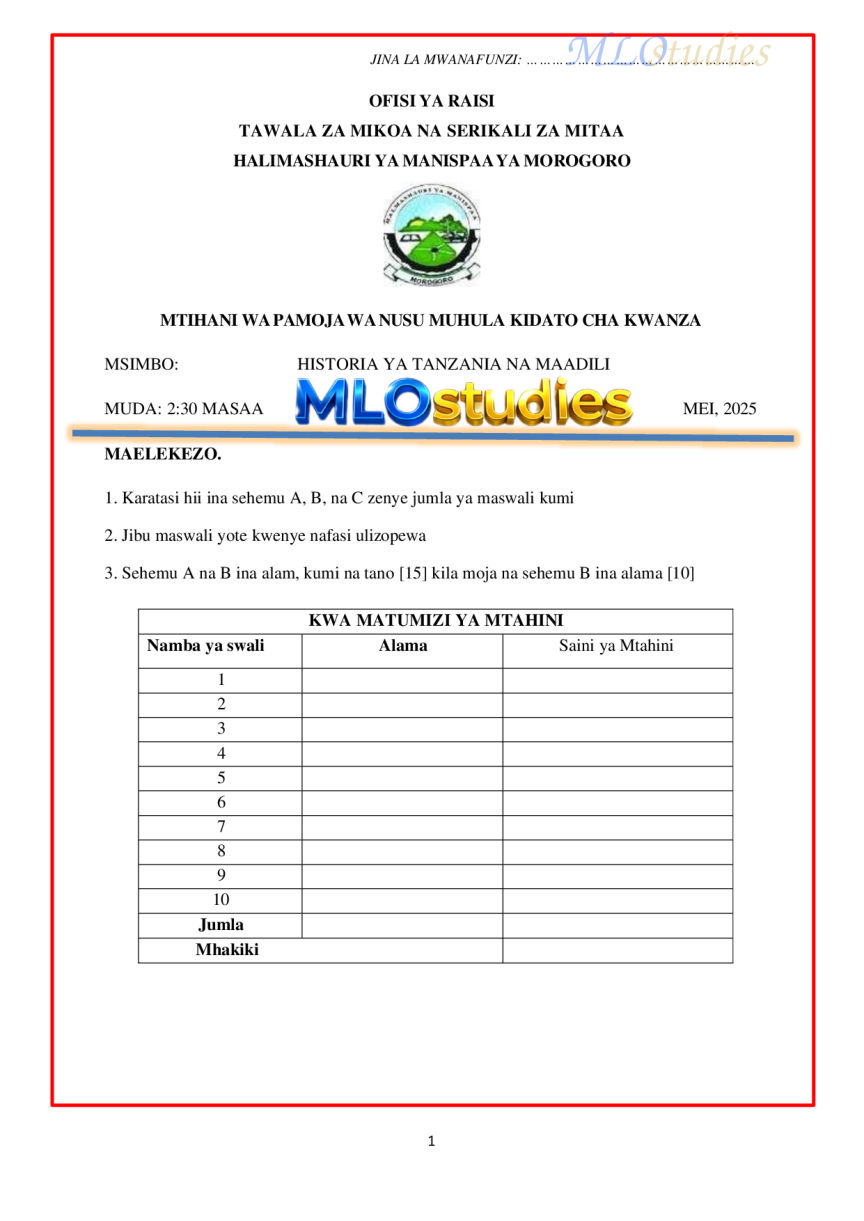 JINA LA MWANAFUNZI: ……………………………………………….
MLOstudies
OFISI YA RAISI
TAWALA ZA MIKOA NA SERIKALI ZA MITAA
HALIMASHAURI YA MANISPAA YA MOROGORO
HALMASHAURI YA MANISPAA
MOROGORO
MTIHANI WA PAMOJA WA NUSU MUHULA KIDATO CHA KWANZA
MSIMBO: HISTORIA YA TANZANIA NA MAADILI
MLOstudies
MUDA: 2:30 MASAA MEI, 2025
MAELEKEZO.
1. Karatasi hii ina sehemu A, B, na C zenye jumla ya maswali kumi
2. Jibu maswali yote kwenye nafasi ulizopewa
3. Sehemu A na B ina alam, kumi na tano [15] kila moja na sehemu B ina alama [10]
KWA MATUMIZI YA MTAHINI
Namba ya swali Alama Saini ya Mtahini
1
2
3
4
5
6
7
8
9
10
Jumla
Mhakiki
1